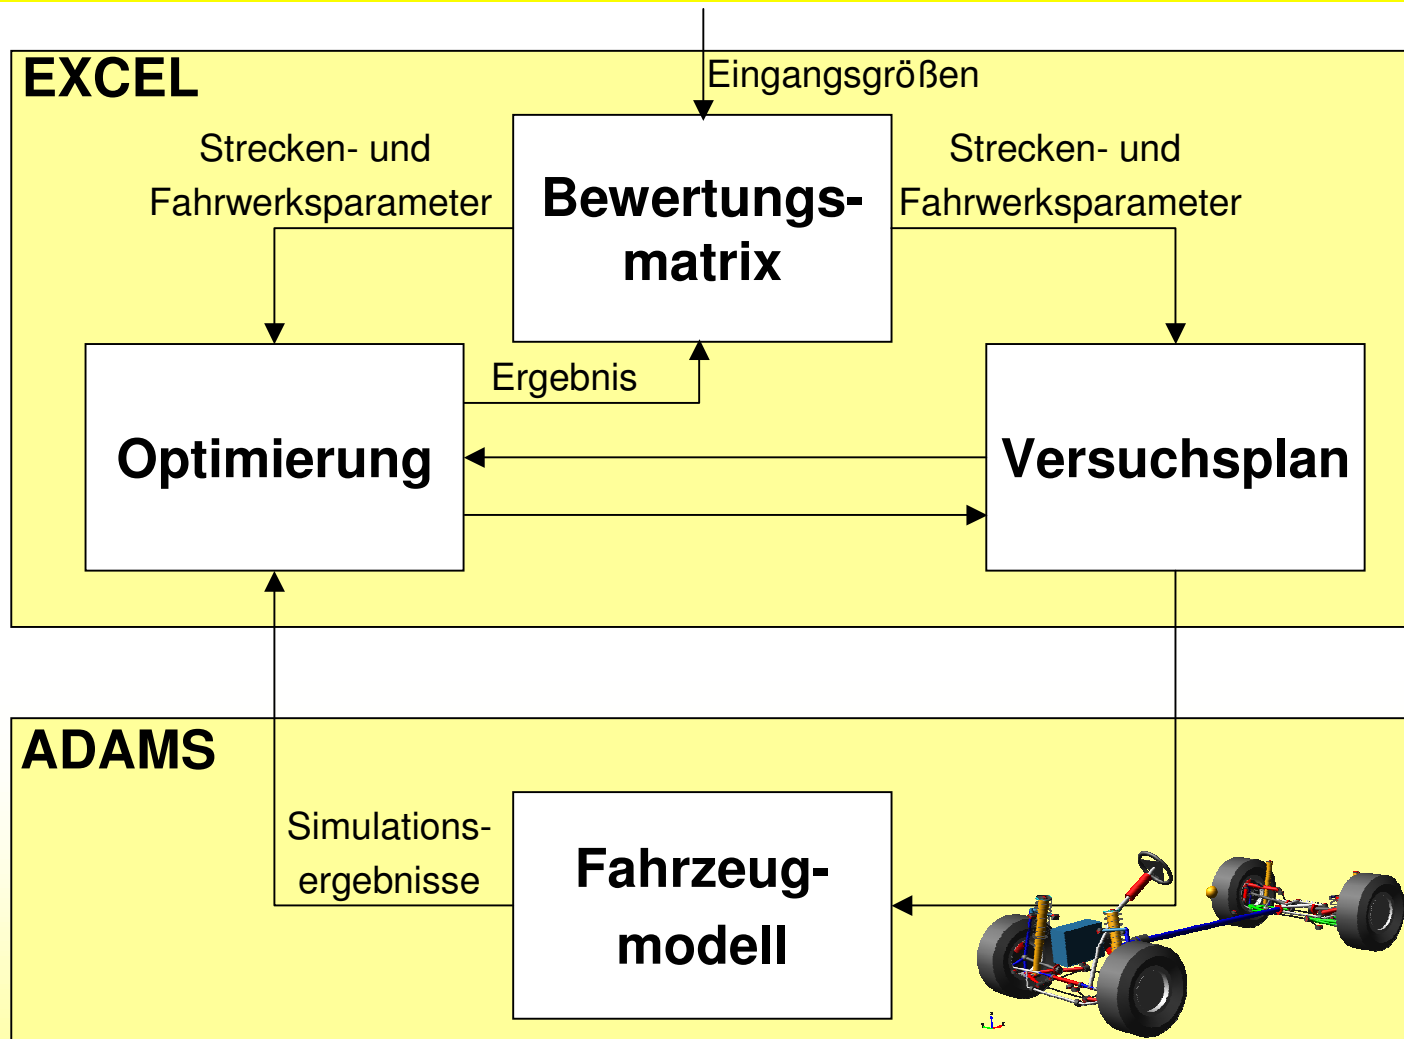 EXCEL
Eingangsgrößen
Strecken- und
Fahrwerksparameter
Bewertungs-
matrix
Strecken- und
Fahrwerksparameter
Ergebnis
Optimierung
Versuchsplan
ADAMS
Simulations-
ergebnisse
Fahrzeug-
modell